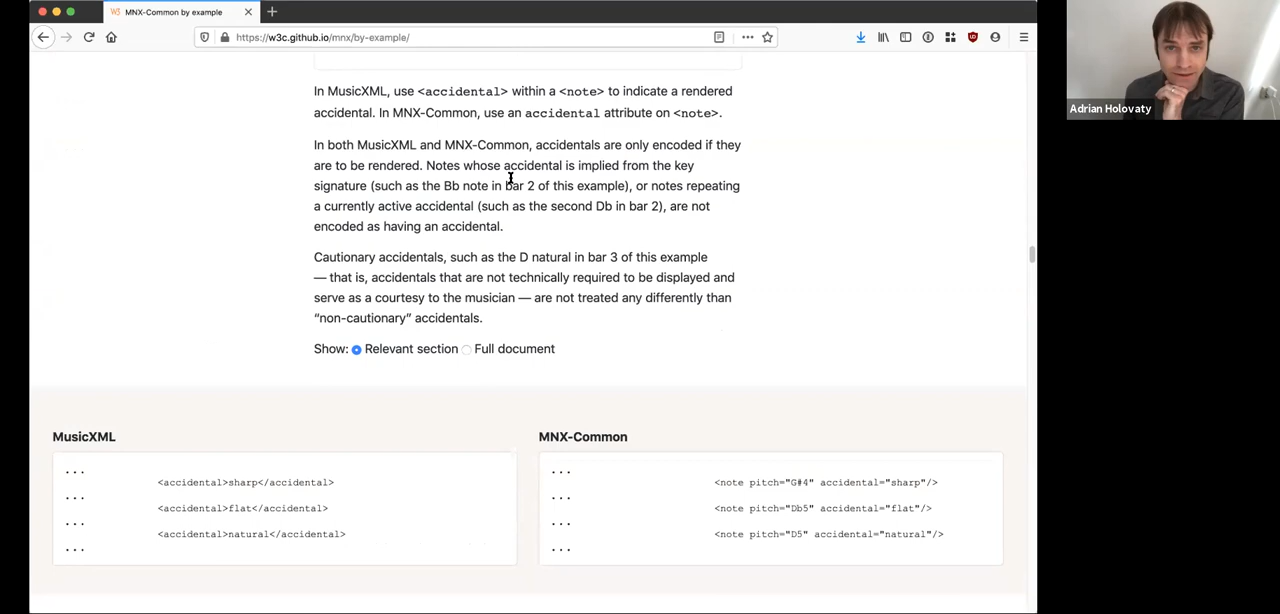 MNX-Common by example
https://w3c.github.io/mnx/by-example/
Adrian Holovaty
In MusicXML, use <accidental> within a <note> to indicate a rendered
accidental. In MNX-Common, use an accidental attribute on <note>.
In both MusicXML and MNX-Common, accidentals are only encoded if they
are to be rendered. Notes whose accidental is implied from the key
signature (such as the Bb note in bar 2 of this example), or notes repeating
a currently active accidental (such as the second Db in bar 2), are not
encoded as having an accidental.
Cautionary accidentals, such as the D natural in bar 3 of this example
— that is, accidentals that are not technically required to be displayed and
serve as a courtesy to the musician — are not treated any differently than
“non-cautionary” accidentals.
Show: Relevant section Full document
MusicXML
...
<accidental>sharp</accidental>
...
<accidental>flat</accidental>
...
<accidental>natural</accidental>
...
MNX-Common
...
<note pitch="G#4" accidental="sharp"/>
...
<note pitch="Db5" accidental="flat"/>
...
<note pitch="D5" accidental="natural"/>
...